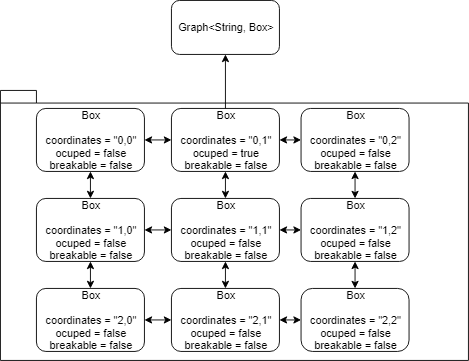 Graph<String, Box>
Box
coordinates = "0,0"
ocuped = false
breakable = false
Box
coordinates = "0,1"
ocuped = true
breakable = false
Box
coordinates = "0,2"
ocuped = false
breakable = false
Box
coordinates = "1,0"
ocuped = false
breakable = false
Box
coordinates = "1,1"
ocuped = false
breakable = false
Box
coordinates = "1,2"
ocuped = false
breakable = false
Box
coordinates = "2,0"
ocuped = false
breakable = false
Box
coordinates = "2,1"
ocuped = false
breakable = false
Box
coordinates = "2,2"
ocuped = false
breakable = false